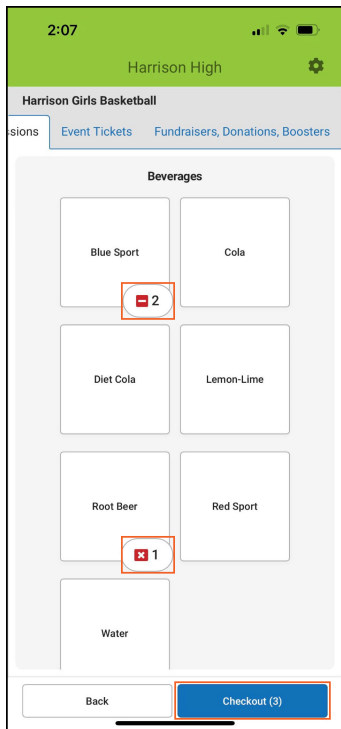 2:07
Harrison High
Harrison Girls Basketball
ssions Event Tickets Fundraisers, Donations, Boosters
Beverages
Blue Sport Cola
2
Diet Cola Lemon-Lime
Root Beer Red Sport
1
Water
Back Checkout (3)